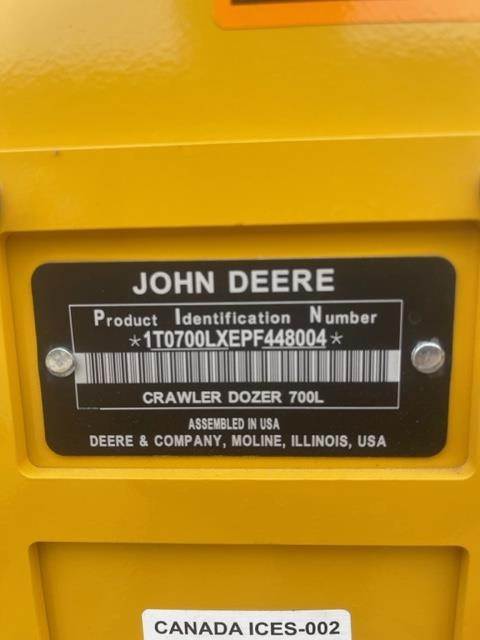 JOHN DEERE
Product Identification Number
*1T0700LXEPF448004*
CRAWLER DOZER 700L
ASSEMBLED IN USA
DEERE & COMPANY, MOLINE, ILLINOIS, USA
CANADA ICES-002